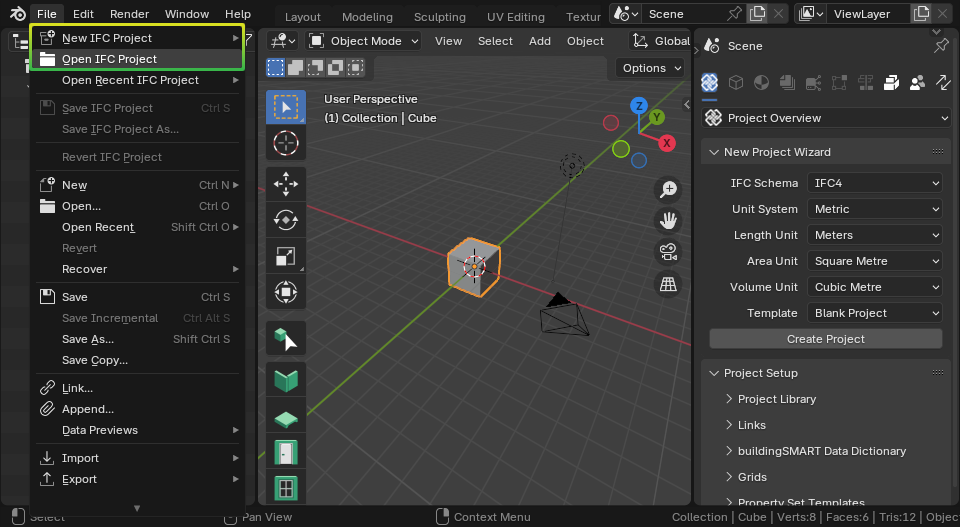 File Edit Render Window Help Layout Modeling Sculpting UV Editing Textur Scene ViewLayer
New IFC Project
Open IFC Project
Open Recent IFC Project
Save IFC Project Ctrl S
Save IFC Project As...
Revert IFC Project
New Ctrl N
Open... Ctrl O
Open Recent Shift Ctrl O
Revert
Recover
Save Ctrl S
Save Incremental Ctrl Alt S
Save As... Shift Ctrl S
Save Copy...
Link...
Append...
Data Previews
Import
Export
Object Mode View Select Add Object Global
Options
User Perspective
(1) Collection | Cube
Z
Y
X
Scene
Project Overview
New Project Wizard
IFC Schema IFC4
Unit System Metric
Length Unit Meters
Area Unit Square Metre
Volume Unit Cubic Metre
Template Blank Project
Create Project
Project Setup
Project Library
Links
buildingSMART Data Dictionary
Grids
Property Set Templates
Select Pan View Context Menu Collection | Cube | Verts:8 | Faces:6 | Tris:12 | Objec